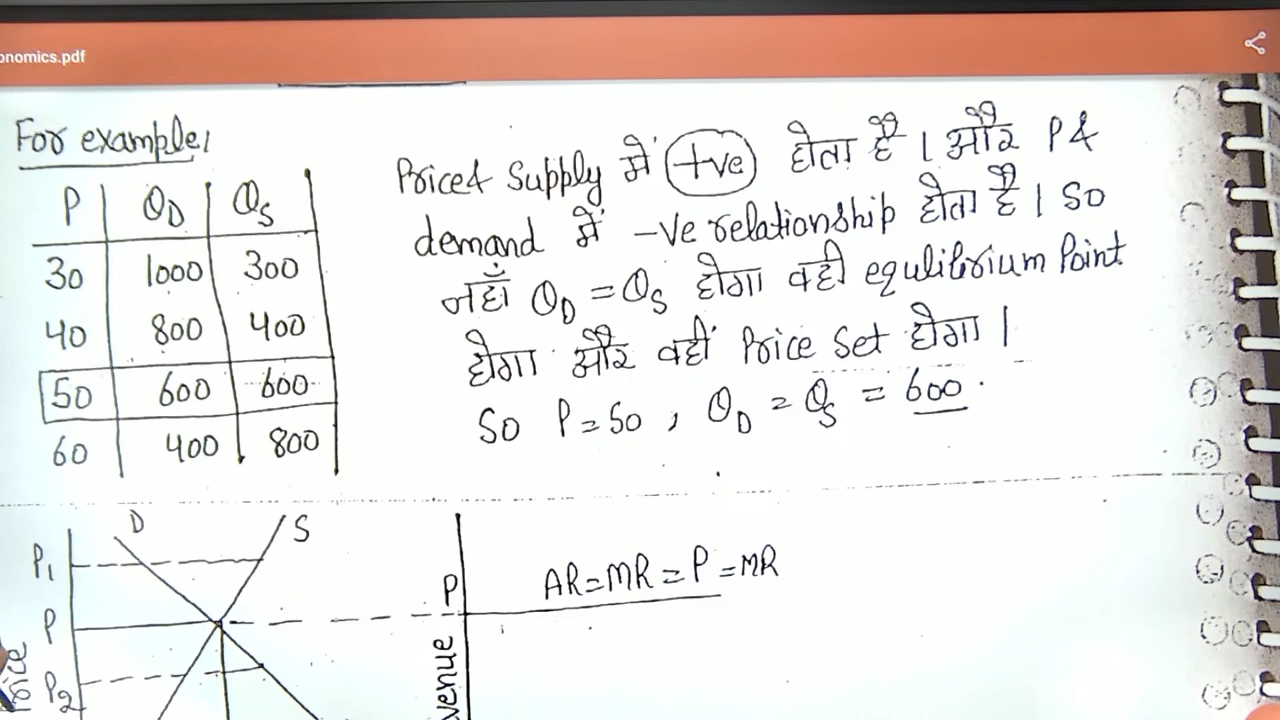 onomics.pdf
For example:
P QD QS
30 1000 300
40 800 400
50 600 600
60 400 800
Price & Supply में +ve होता है। और P &
demand में -ve relationship होता है। So
जहाँ QD = QS होगा वही equlibrium Point
होगा और वहीं Price Set होगा।
So P = 50, QD = QS = 600.
D S
P1
P
P2
Price
P
AR=MR=P=MR
venue